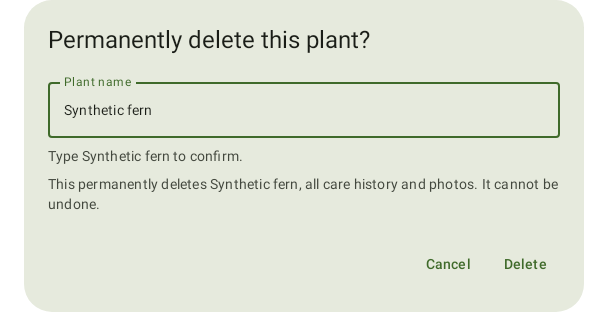 Permanently delete this plant?
Plant name
Synthetic fern
Type Synthetic fern to confirm.
This permanently deletes Synthetic fern, all care history and photos. It cannot be
undone.
Cancel Delete